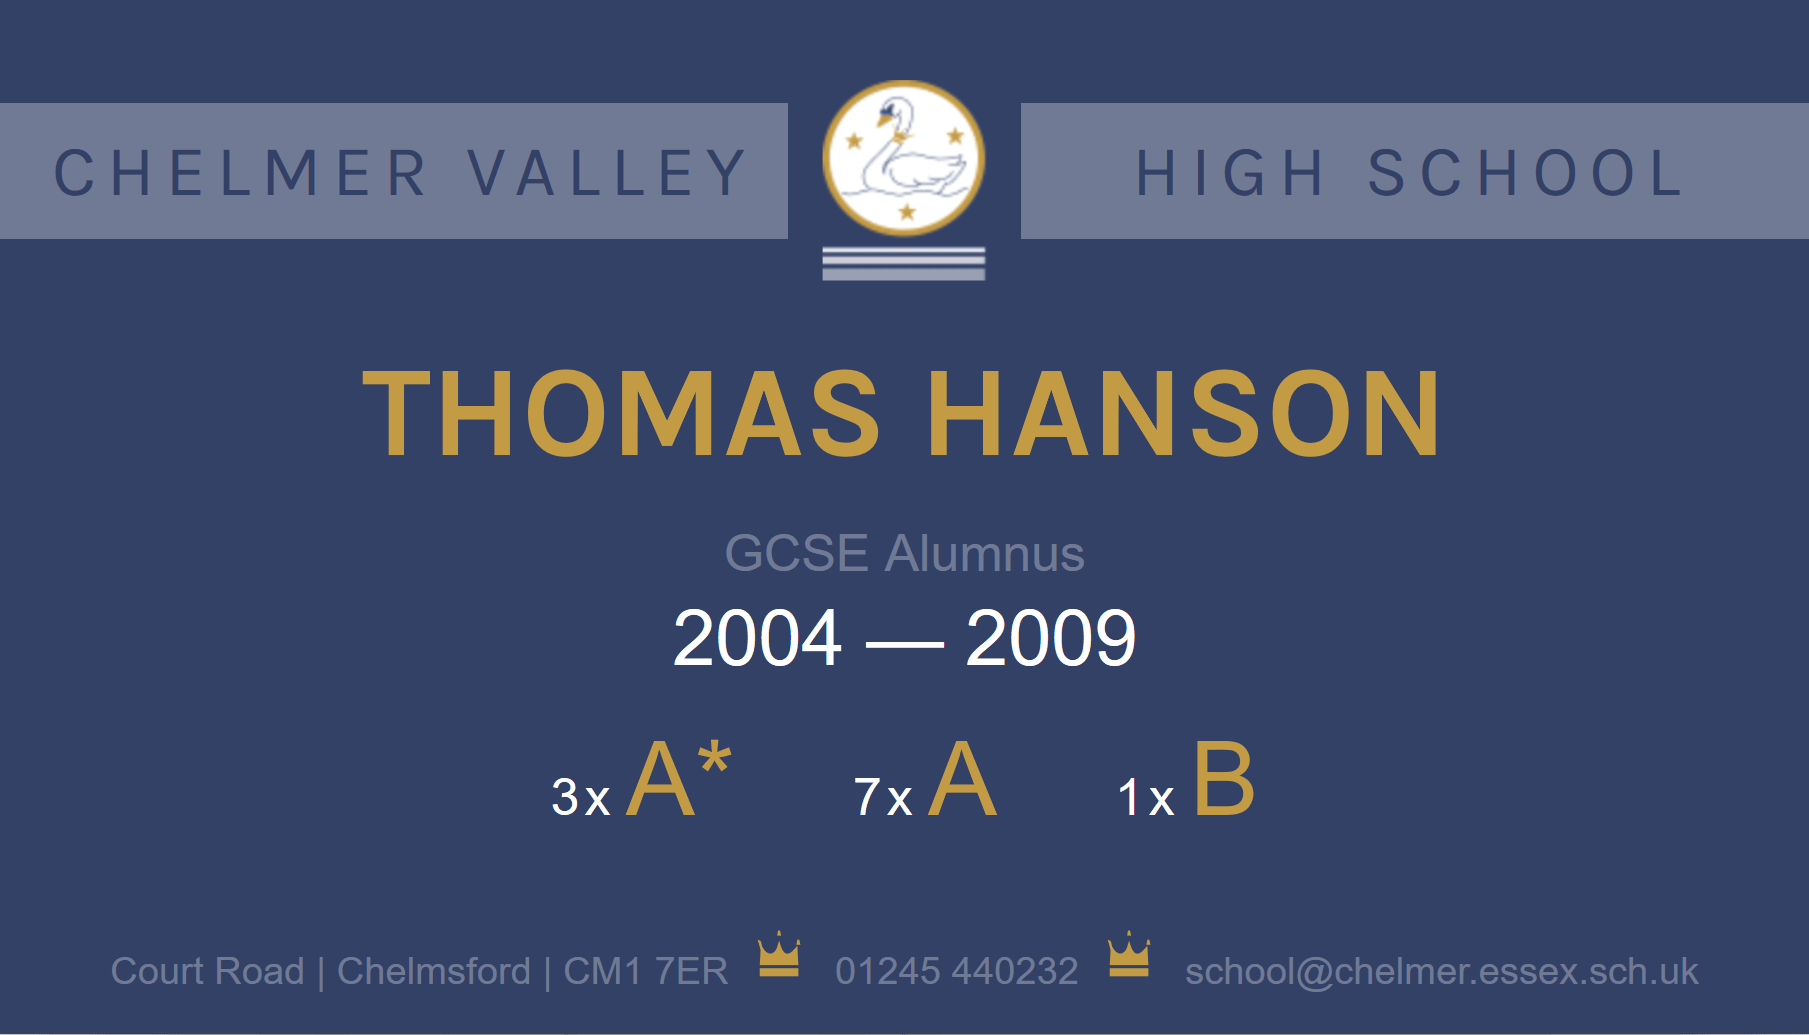 CHELMER VALLEY HIGH SCHOOL
THOMAS HANSON
GCSE Alumnus
2004 — 2009
3x A* 7x A 1x B
Court Road | Chelmsford | CM1 7ER 01245 440232 school@chelmer.essex.sch.uk